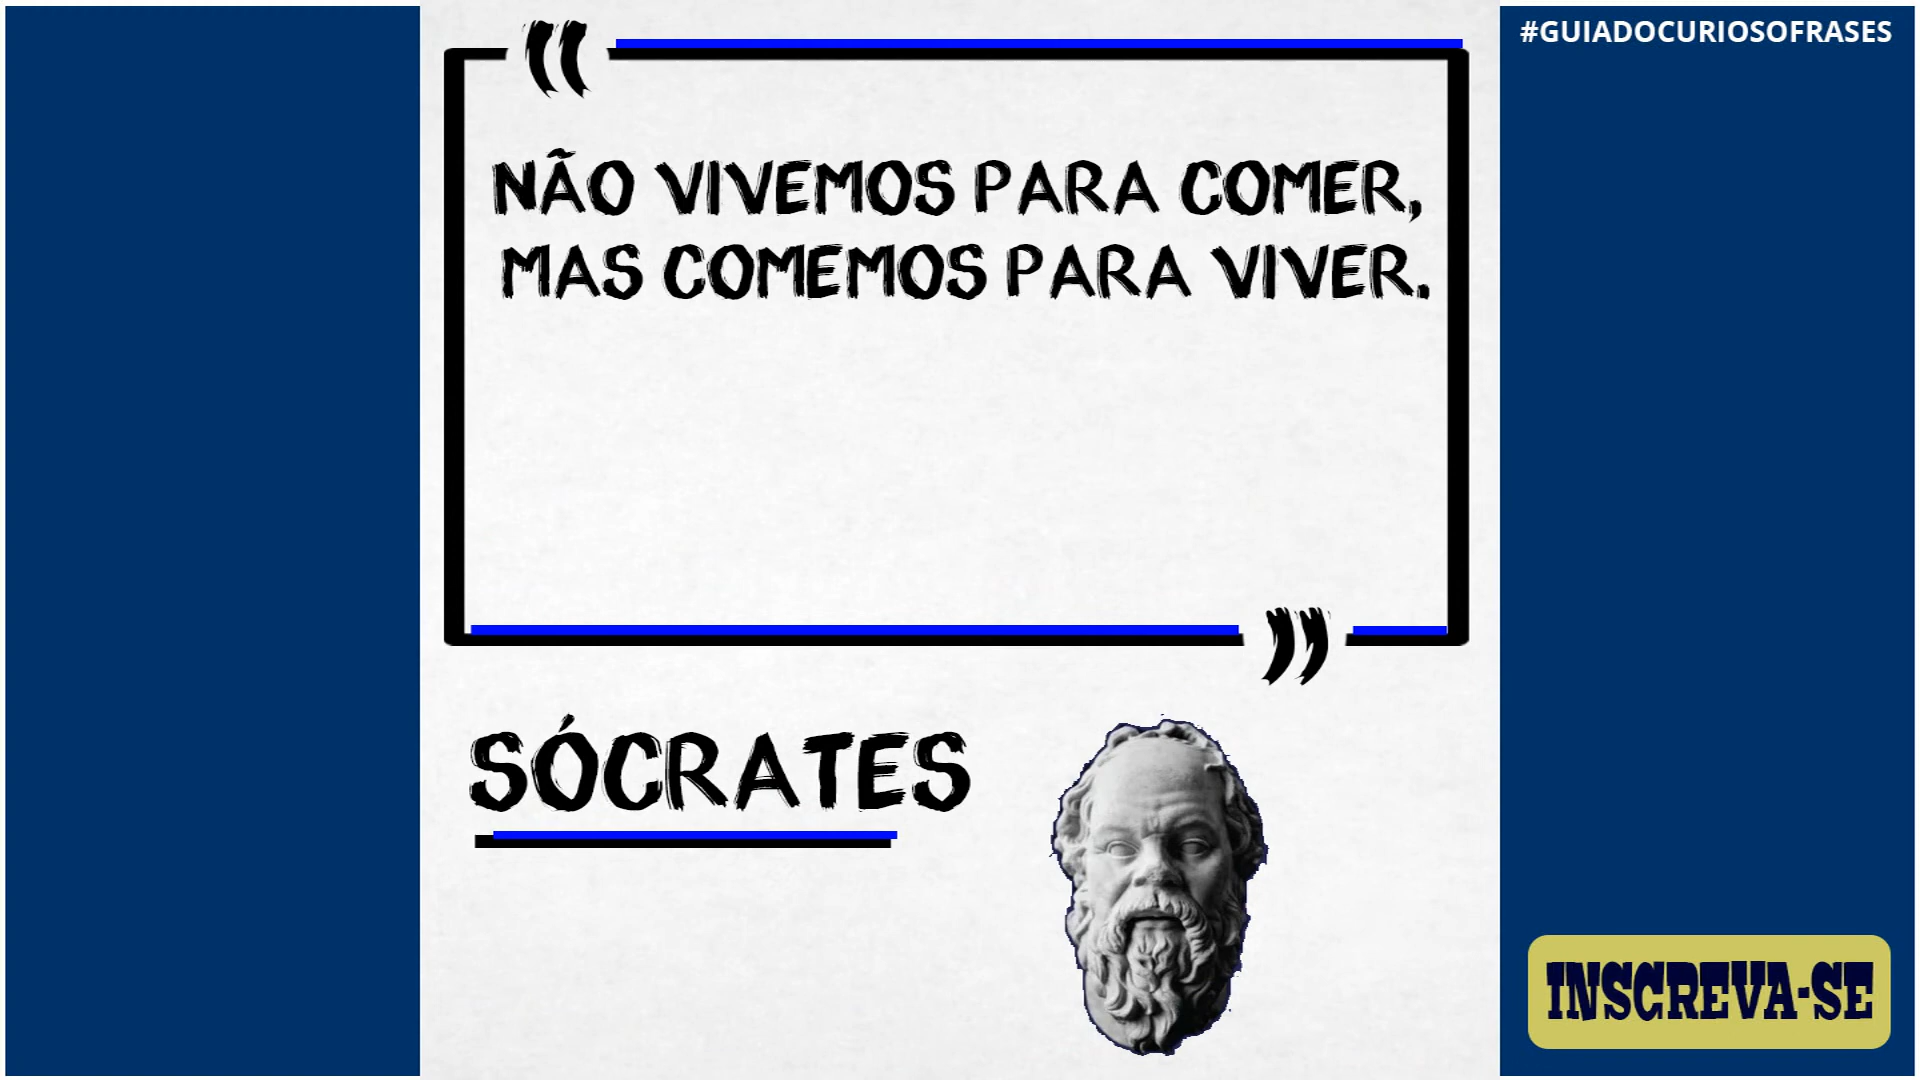 #GUIADOCURIOSOFRASES
"
NÃO VIVEMOS PARA COMER,
MAS COMEMOS PARA VIVER.
"
SÓCRATES
INSCREVA-SE